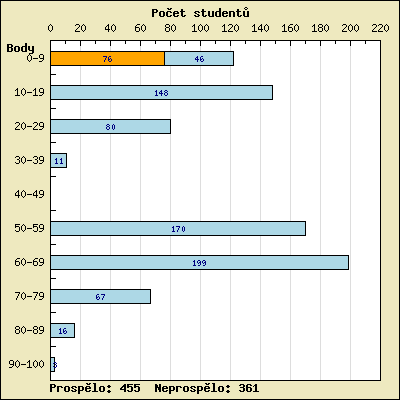 Počet studentů
0 20 40 60 80 100 120 140 160 180 200 220
Body
0-9 76 46
10-19 148
20-29 80
30-39 11
40-49
50-59 170
60-69 199
70-79 67
80-89 16
90-100 3
Prospělo: 455 Neprospělo: 361